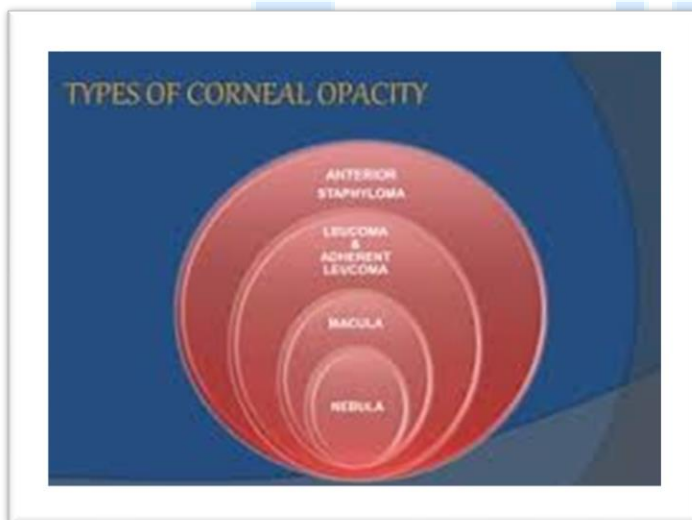 TYPES OF CORNEAL OPACITY
ANTERIOR
STAPHYLOMA
LEUCOMA
&
ADHERENT
LEUCOMA
MACULA
NEBULA